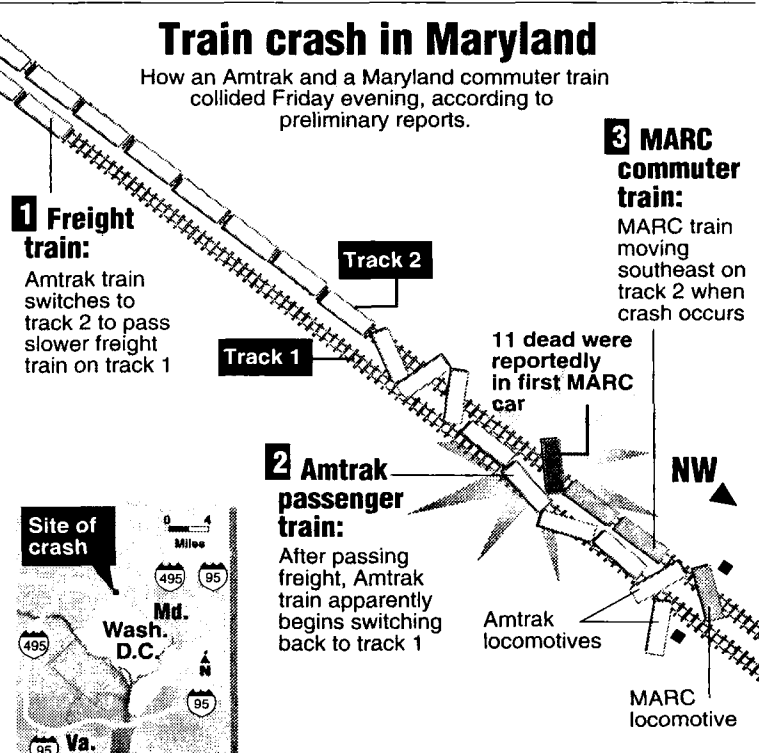 Train crash in Maryland
How an Amtrak and a Maryland commuter train
collided Friday evening, according to
preliminary reports.
1 Freight
train:
Amtrak train
switches to
track 2 to pass
slower freight
train on track 1
Track 2
Track 1
3 MARC
commuter
train:
MARC train
moving
southeast on
track 2 when
crash occurs
11 dead were
reportedly
in first MARC
car
2 Amtrak
passenger
train:
After passing
freight, Amtrak
train apparently
begins switching
back to track 1
NW
Amtrak
locomotives
MARC
locomotive
Site of
crash
0 4
Miles
495 95
Md.
Wash.
D.C.
495
N
95
95
Va.